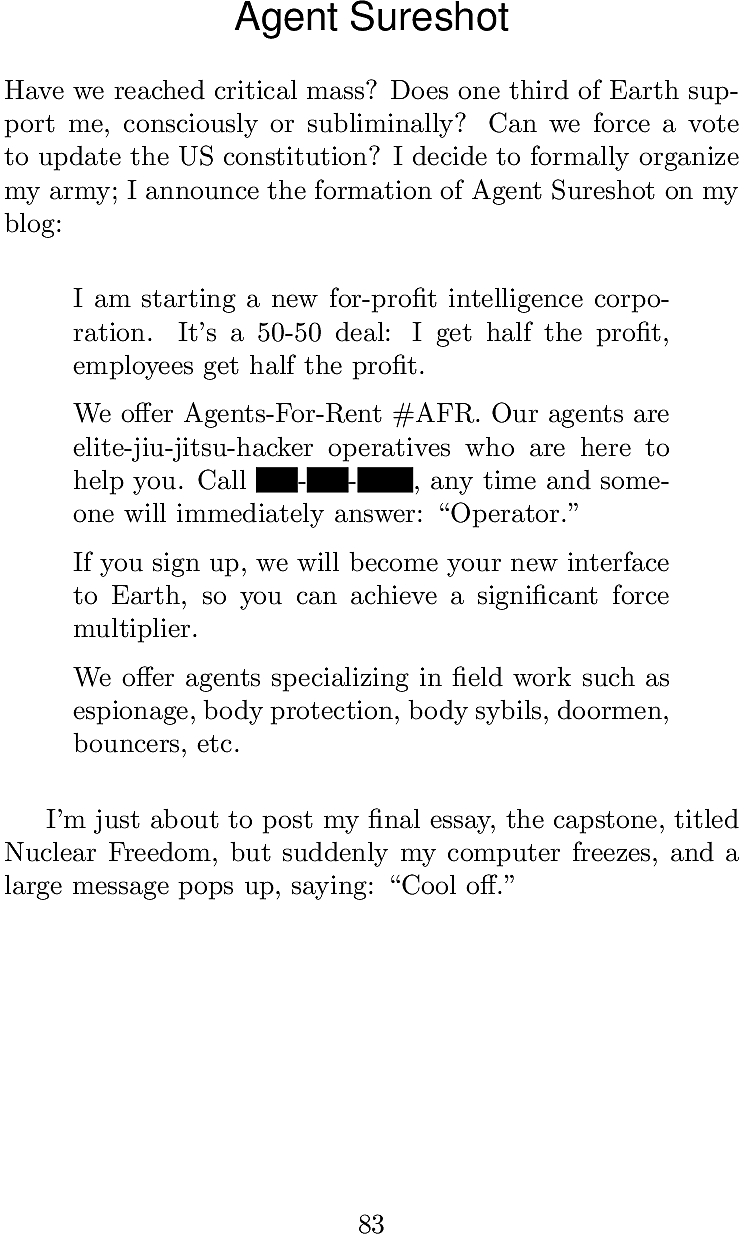 Agent Sureshot
Have we reached critical mass? Does one third of Earth sup-
port me, consciously or subliminally? Can we force a vote
to update the US constitution? I decide to formally organize
my army; I announce the formation of Agent Sureshot on my
blog:
I am starting a new for-profit intelligence corpo-
ration. It's a 50-50 deal: I get half the profit,
employees get half the profit.
We offer Agents-For-Rent #AFR. Our agents are
elite-jiu-jitsu-hacker operatives who are here to
help you. Call - - , any time and some-
one will immediately answer: “Operator.”
If you sign up, we will become your new interface
to Earth, so you can achieve a significant force
multiplier.
We offer agents specializing in field work such as
espionage, body protection, body sybils, doormen,
bouncers, etc.
I'm just about to post my final essay, the capstone, titled
Nuclear Freedom, but suddenly my computer freezes, and a
large message pops up, saying: “Cool off.”
83